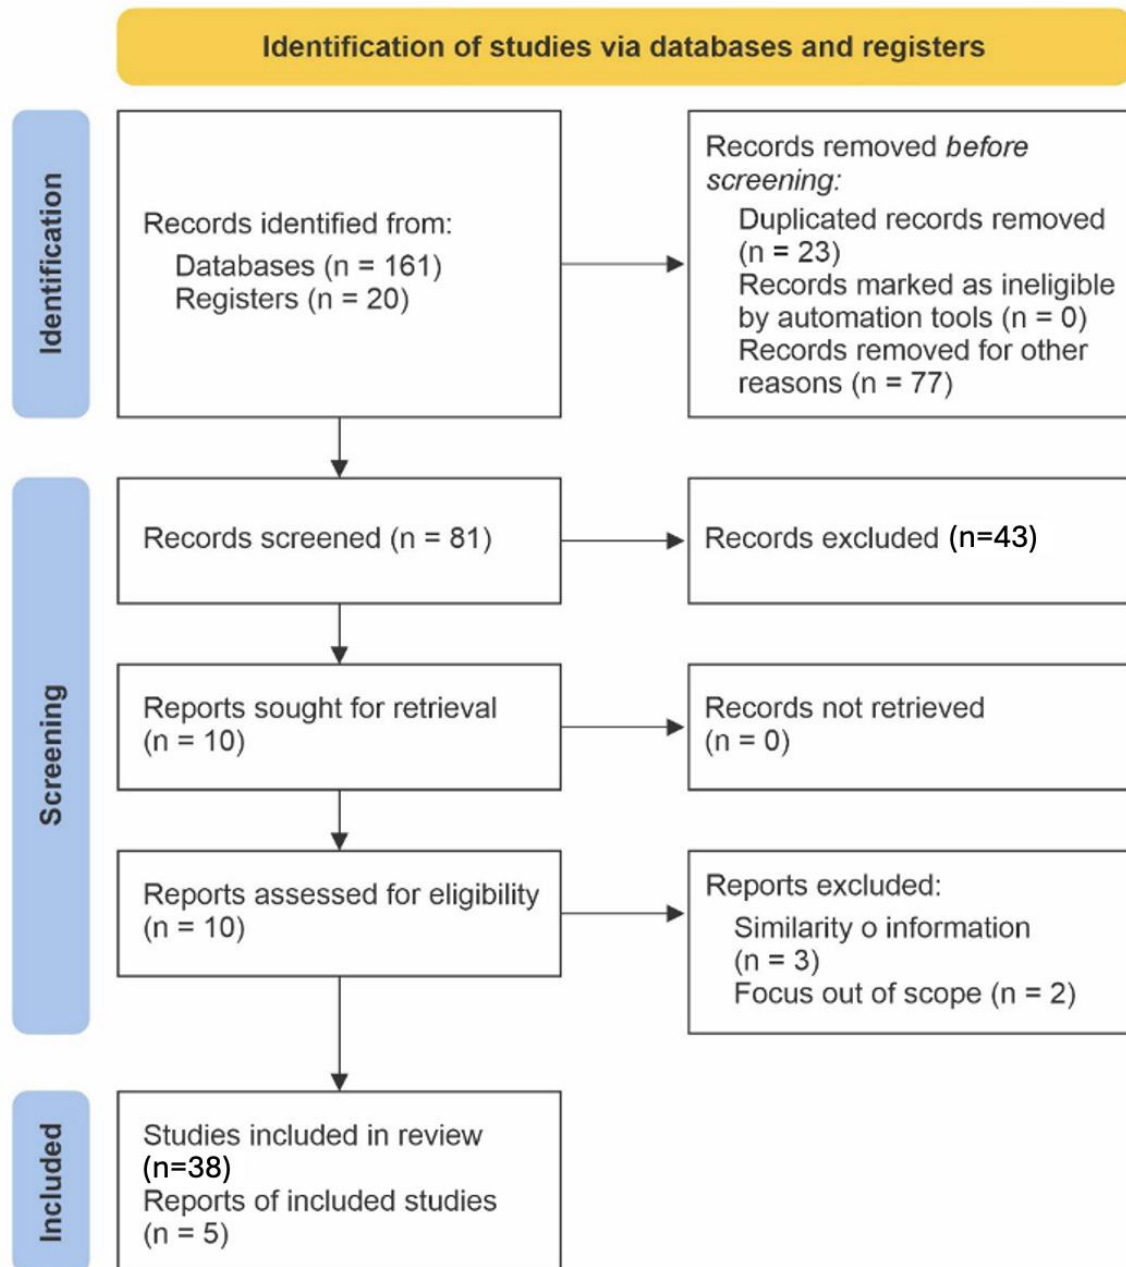 Identification of studies via databases and registers
Identification
Records identified from:
Databases (n = 161)
Registers (n = 20)
Records removed before
screening:
Duplicated records removed
(n = 23)
Records marked as ineligible
by automation tools (n = 0)
Records removed for other
reasons (n = 77)
Screening
Records screened (n = 81)
Records excluded (n=43)
Reports sought for retrieval
(n = 10)
Records not retrieved
(n = 0)
Reports assessed for eligibility
(n = 10)
Reports excluded:
Similarity o information
(n = 3)
Focus out of scope (n = 2)
Included
Studies included in review
(n=38)
Reports of included studies
(n = 5)